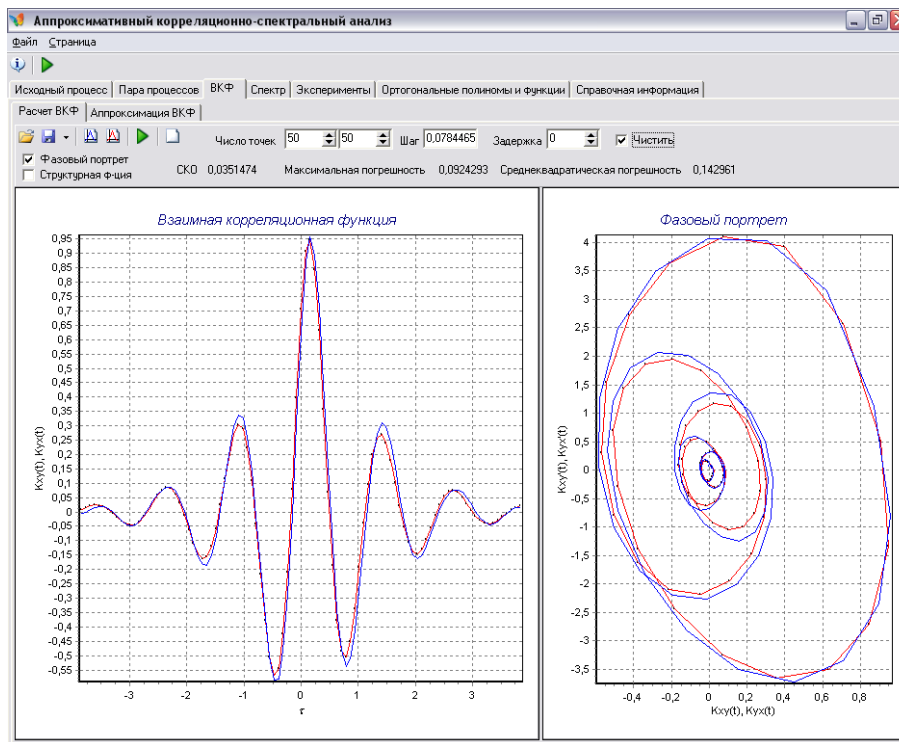 Аппроксимативный корреляционно-спектральный анализ
Файл Страница
Исходный процесс Пара процессов ВКФ Спектр Эксперименты Ортогональные полиномы и функции Справочная информация
Расчет ВКФ Аппроксимация ВКФ
Число точек 50 50 Шаг 0,0784465 Задержка 0 Чистить
Фазовый портрет
Структурная ф-ция
СКО 0,0351474 Максимальная погрешность 0,0924293 Среднеквадратическая погрешность 0,142961
Взаимная корреляционная функция
0,95
0,9
0,85
0,8
0,75
0,7
0,65
0,6
0,55
0,5
0,45
0,4
0,35
0,3
0,25
0,2
0,15
0,1
0,05
0
-0,05
-0,1
-0,15
-0,2
-0,25
-0,3
-0,35
-0,4
-0,45
-0,5
-0,55
Kxy(t), Kyx(t)
-3 -2 -1 0 1 2 3
τ
Фазовый портрет
4
3,5
3
2,5
2
1,5
1
0,5
0
-0,5
-1
-1,5
-2
-2,5
-3
-3,5
Kxy'(t), Kyx'(t)
-0,4 -0,2 0 0,2 0,4 0,6 0,8
Kxy(t), Kyx(t)